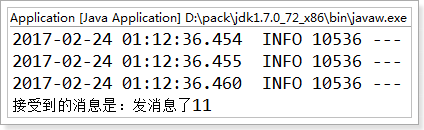 Application [Java Application] D:\pack\jdk1.7.0_72_x86\bin\javaw.exe
2017-02-24 01:12:36.454  INFO 10536 ---
2017-02-24 01:12:36.455  INFO 10536 ---
2017-02-24 01:12:36.460  INFO 10536 ---
接受到的消息是：发消息了11